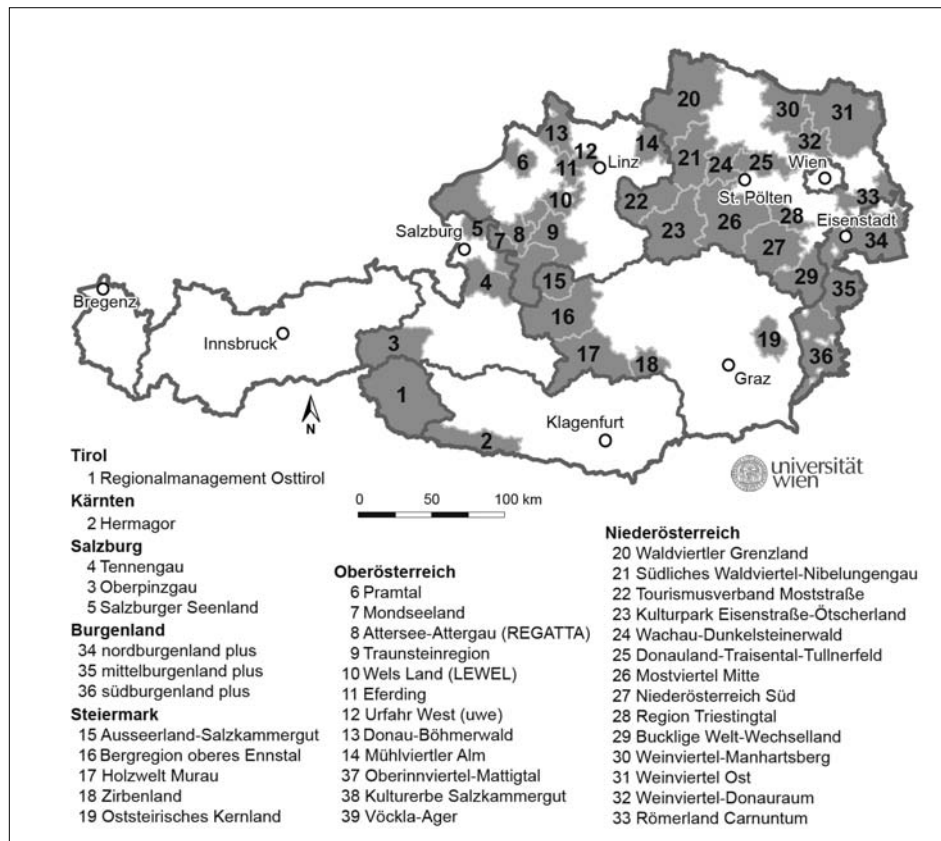 20
30
31
13
12
14
32
6
11
Linz
21
24
25
Wien
10
22
St. Pölten
33
Salzburg
5
7
8
9
23
26
28
Eisenstadt
34
27
4
15
29
35
Bregenz
16
Innsbruck
3
17
18
19
36
Graz
1
N
2
Klagenfurt
universität
wien
0 50 100 km
Tirol
1 Regionalmanagement Osttirol
Kärnten
2 Hermagor
Salzburg
4 Tennengau
3 Oberpinzgau
5 Salzburger Seenland
Burgenland
34 nordburgenland plus
35 mittelburgenland plus
36 südburgenland plus
Steiermark
15 Ausseerland-Salzkammergut
16 Bergregion oberes Ennstal
17 Holzwelt Murau
18 Zirbenland
19 Oststeirisches Kernland
Oberösterreich
6 Pramtal
7 Mondseeland
8 Attersee-Attergau (REGATTA)
9 Traunsteinregion
10 Wels Land (LEWEL)
11 Eferding
12 Urfahr West (uwe)
13 Donau-Böhmerwald
14 Mühlviertler Alm
37 Oberinnviertel-Mattigtal
38 Kulturerbe Salzkammergut
39 Vöckla-Ager
Niederösterreich
20 Waldviertler Grenzland
21 Südliches Waldviertel-Nibelungengau
22 Tourismusverband Moststraße
23 Kulturpark Eisenstraße-Ötscherland
24 Wachau-Dunkelsteinerwald
25 Donauland-Traisental-Tullnerfeld
26 Mostviertel Mitte
27 Niederösterreich Süd
28 Region Triestingtal
29 Bucklige Welt-Wechselland
30 Weinviertel-Manhartsberg
31 Weinviertel Ost
32 Weinviertel-Donauraum
33 Römerland Carnuntum